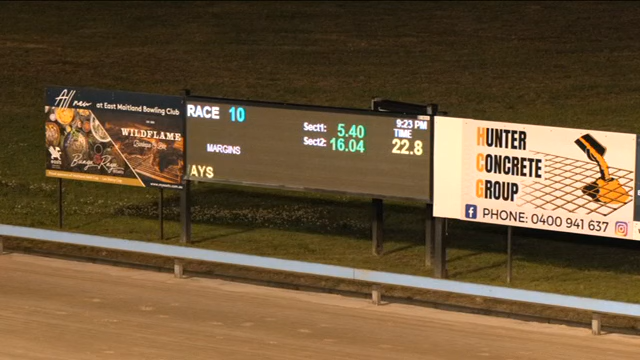 All new at East Maitland Bowling Club
WILDFLAME
RACE 10
9:23 PM
Sect1: 5.40
TIME
Sect2: 16.04
22.8
MARGINS
AYS
HUNTER
CONCRETE
GROUP
PHONE: 0400 941 637